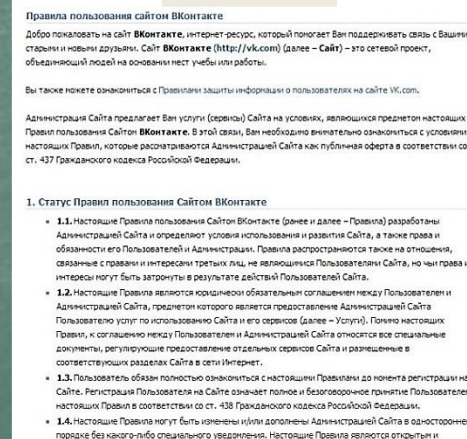 Правила пользования сайтом ВКонтакте
Добро пожаловать на сайт ВКонтакте, интернет-ресурс, который помогает Вам поддерживать связь с Вашими
старыми и новыми друзьями. Сайт ВКонтакте (http://vk.com) (далее – Сайт) – это сетевой проект,
объединяющий людей на основании мест учебы или работы.
Вы также можете ознакомиться с Правилами защиты информации о пользователях на сайте VK.com.
Администрация Сайта предлагает Вам услуги (сервисы) Сайта на условиях, являющихся предметом настоящих
Правил пользования Сайтом ВКонтакте. В этой связи, Вам необходимо внимательно ознакомиться с условиями
настоящих Правил, которые рассматриваются Администрацией Сайта как публичная оферта в соответствии со
ст. 437 Гражданского кодекса Российской Федерации.
1. Статус Правил пользования Сайтом ВКонтакте
1.1. Настоящие Правила пользования Сайтом ВКонтакте (ранее и далее – Правила) разработаны
Администрацией Сайта и определяют условия использования и развития Сайта, а также права и
обязанности его Пользователей и Администрации. Правила распространяются также на отношения,
связанные с правами и интересами третьих лиц, не являющимися Пользователями Сайта, но чьи права и
интересы могут быть затронуты в результате действий Пользователей Сайта.
1.2. Настоящие Правила являются юридически обязательным соглашением между Пользователем и
Администрацией Сайта, предметом которого является предоставление Администрацией Сайта
Пользователю услуг по использованию Сайта и его сервисов (далее – Услуги). Помимо настоящих
Правил, к соглашению между Пользователем и Администрацией Сайта относятся все специальные
документы, регулирующие предоставление отдельных сервисов Сайта и размещенные в
соответствующих разделах Сайта в сети Интернет.
1.3. Пользователь обязан полностью ознакомиться с настоящими Правилами до момента регистрации на
Сайте. Регистрация Пользователя на Сайте означает полное и безоговорочное принятие Пользователем
настоящих Правил в соответствии со ст. 438 Гражданского кодекса Российской Федерации.
1.4. Настоящие Правила могут быть изменены и/или дополнены Администрацией Сайта в одностороннем
порядке без какого-либо специального уведомления. Настоящие Правила являются открытым и